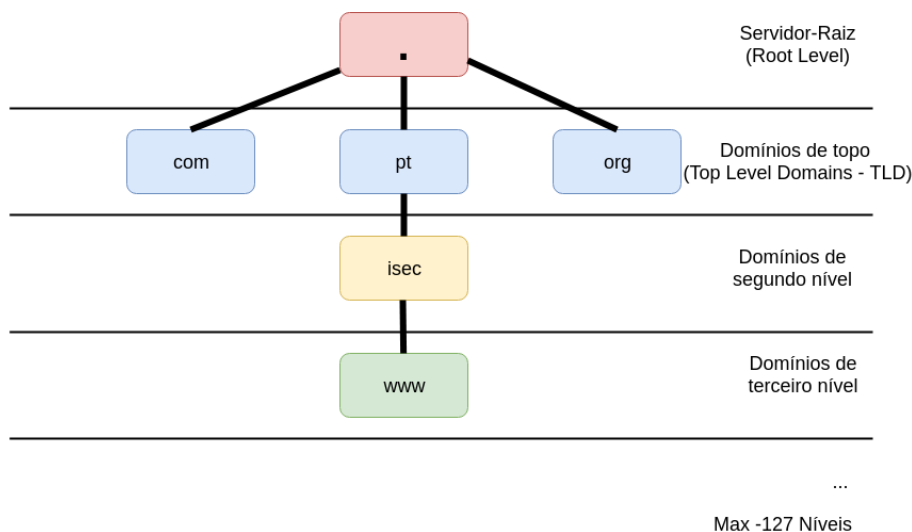 .
Servidor-Raiz
(Root Level)
com
pt
org
Domínios de topo
(Top Level Domains - TLD)
isec
Domínios de
segundo nível
www
Domínios de
terceiro nível
...
Max -127 Níveis